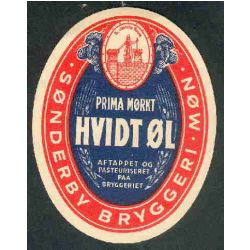 PRIMA MØRKT
HVIDT ØL
AFTAPPET OG
PASTEURISERET
PAA
BRYGGERIET
· SØNDERBY BRYGGERI · MØN ·